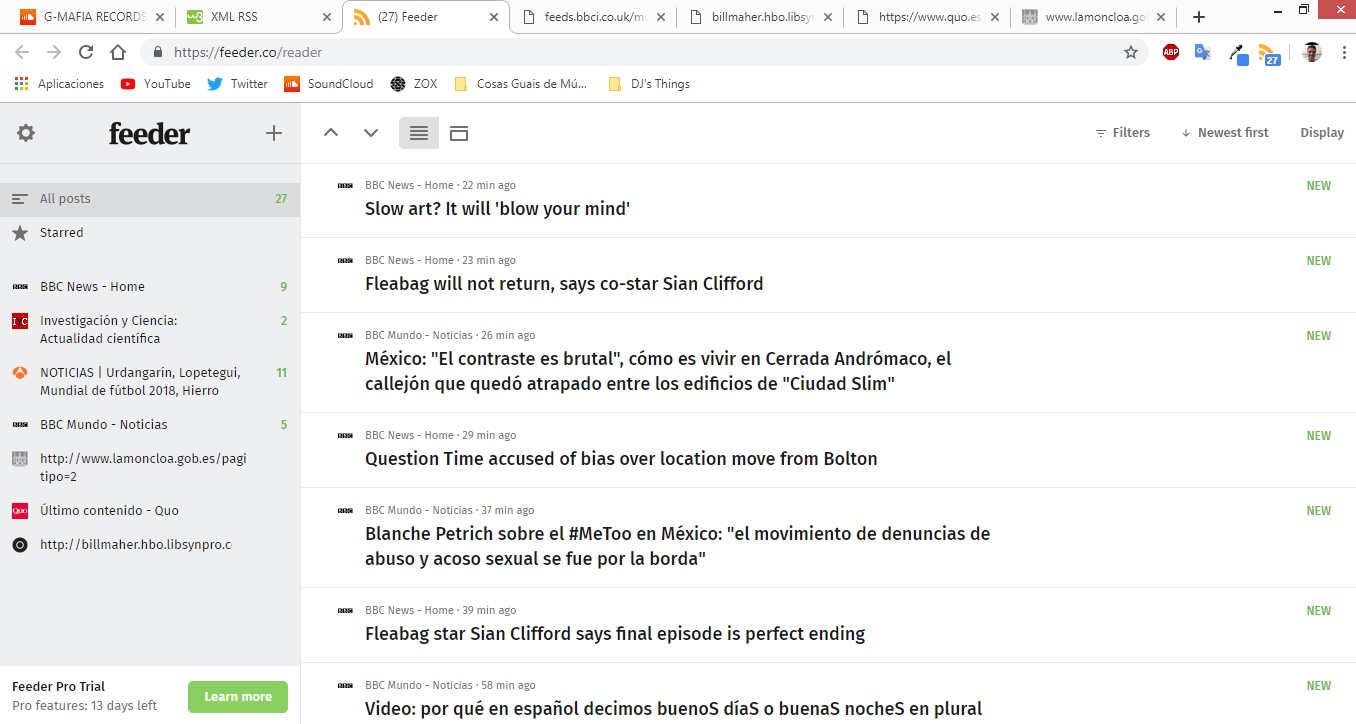 G-MAFIA RECORDS
XML RSS
(27) Feeder
feeds.bbci.co.uk/mu
billmaher.hbo.libsyn
https://www.quo.es
www.lamoncloa.gob
https://feeder.co/reader
ABP
27
Aplicaciones
YouTube
Twitter
SoundCloud
ZOX
Cosas Guais de Mú...
DJ's Things
feeder
Filters
Newest first
Display
All posts 27
Starred
BBC News - Home 9
Investigación y Ciencia: 2
Actualidad científica
NOTICIAS | Urdangarín, Lopetegui, 11
Mundial de fútbol 2018, Hierro
BBC Mundo - Noticias 5
http://www.lamoncloa.gob.es/pagi
tipo=2
Último contenido - Quo
http://billmaher.hbo.libsynpro.c
Feeder Pro Trial
Pro features: 13 days left
Learn more
BBC News - Home · 22 min ago NEW
Slow art? It will 'blow your mind'
BBC News - Home · 23 min ago NEW
Fleabag will not return, says co-star Sian Clifford
BBC Mundo - Noticias · 26 min ago NEW
México: "El contraste es brutal", cómo es vivir en Cerrada Andrómaco, el
callejón que quedó atrapado entre los edificios de "Ciudad Slim"
BBC News - Home · 29 min ago NEW
Question Time accused of bias over location move from Bolton
BBC Mundo - Noticias · 37 min ago NEW
Blanche Petrich sobre el #MeToo en México: "el movimiento de denuncias de
abuso y acoso sexual se fue por la borda"
BBC News - Home · 39 min ago NEW
Fleabag star Sian Clifford says final episode is perfect ending
BBC Mundo - Noticias · 58 min ago NEW
Video: por qué en español decimos buenoS díaS o buenaS nocheS en plural